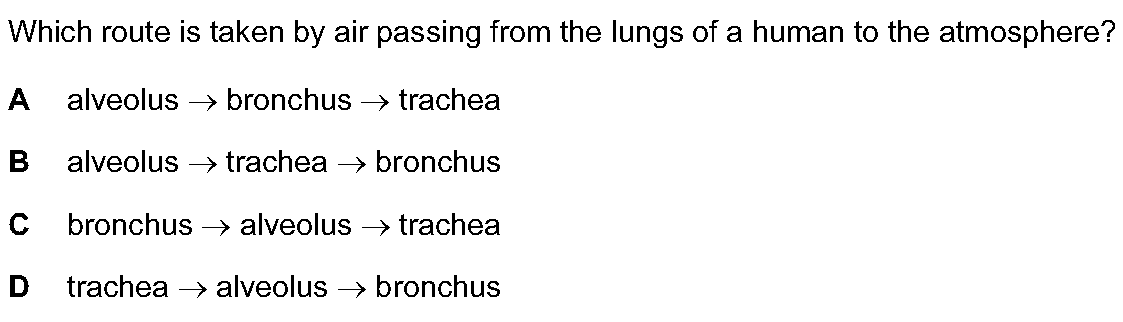 Which route is taken by air passing from the lungs of a human to the atmosphere?
A alveolus → bronchus → trachea
B alveolus → trachea → bronchus
C bronchus → alveolus → trachea
D trachea → alveolus → bronchus